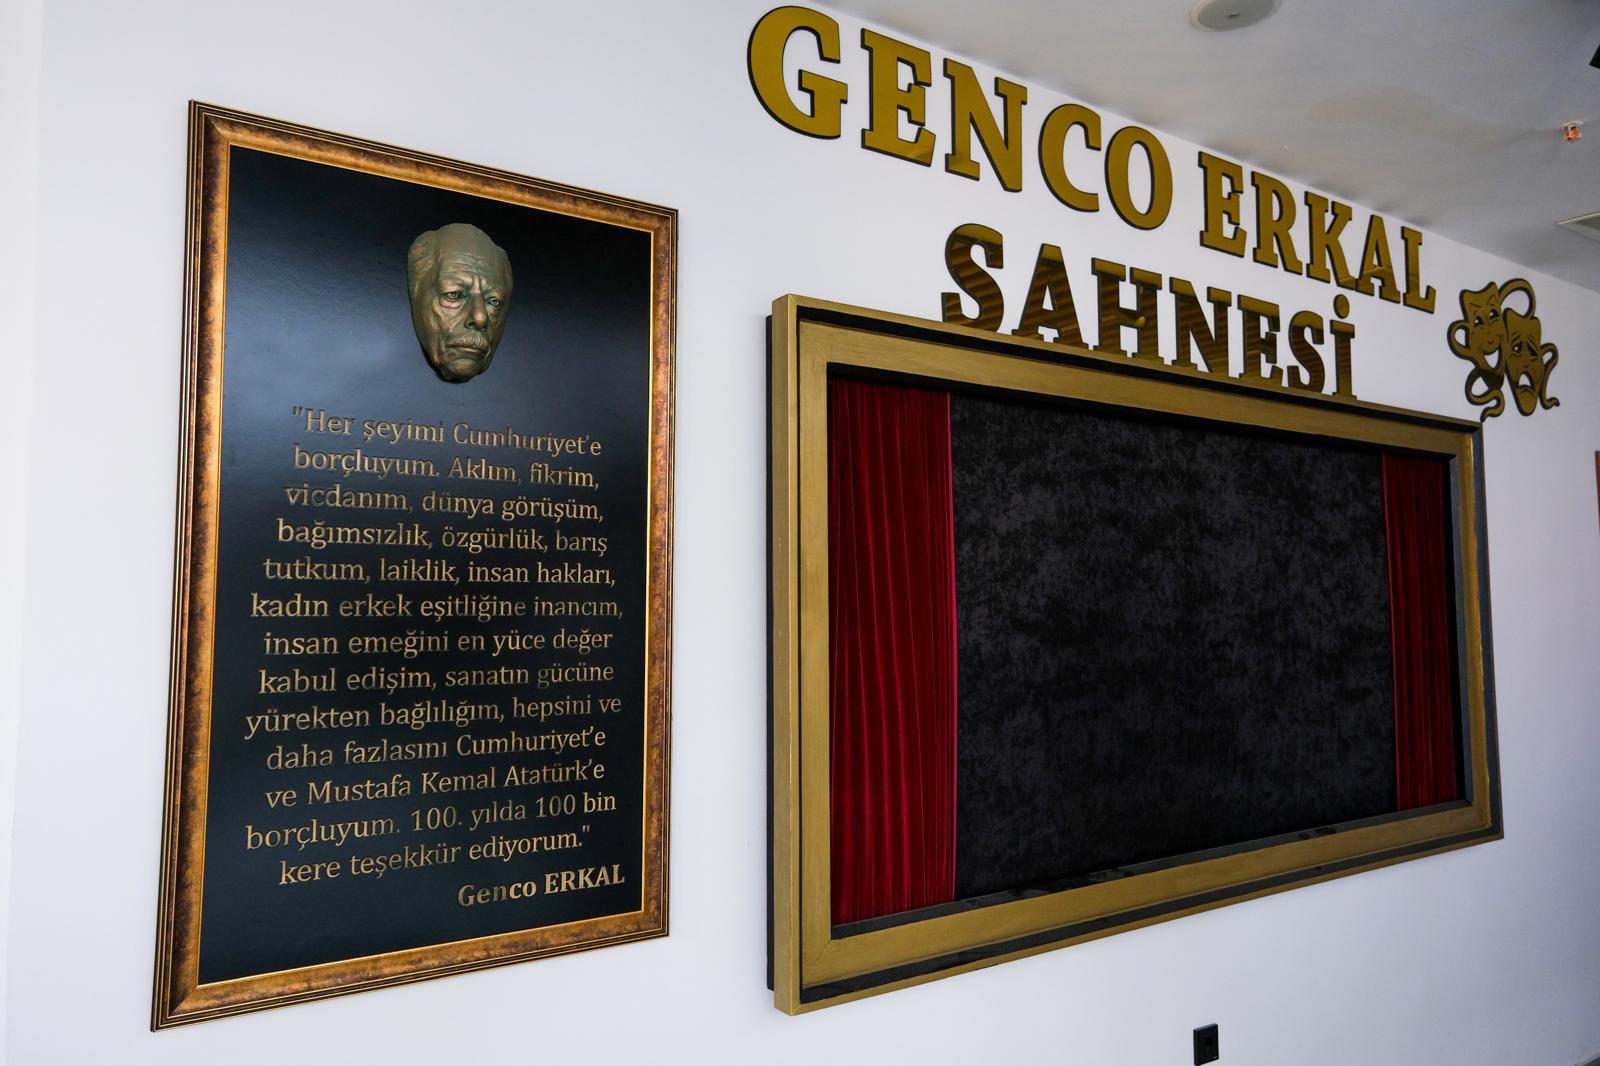 "Her şeyimi Cumhuriyet'e
borçluyum. Aklım, fikrim,
vicdanım, dünya görüşüm,
bağımsızlık, özgürlük, barış
tutkum, laiklik, insan hakları,
kadın erkek eşitliğine inancım,
insan emeğini en yüce değer
kabul edişim, sanatın gücüne
yürekten bağlılığım, hepsini ve
daha fazlasını Cumhuriyet'e
ve Mustafa Kemal Atatürk'e
borçluyum. 100. yılda 100 bin
kere teşekkür ediyorum."
Genco ERKAL
GENCO ERKAL
SAHNESİ